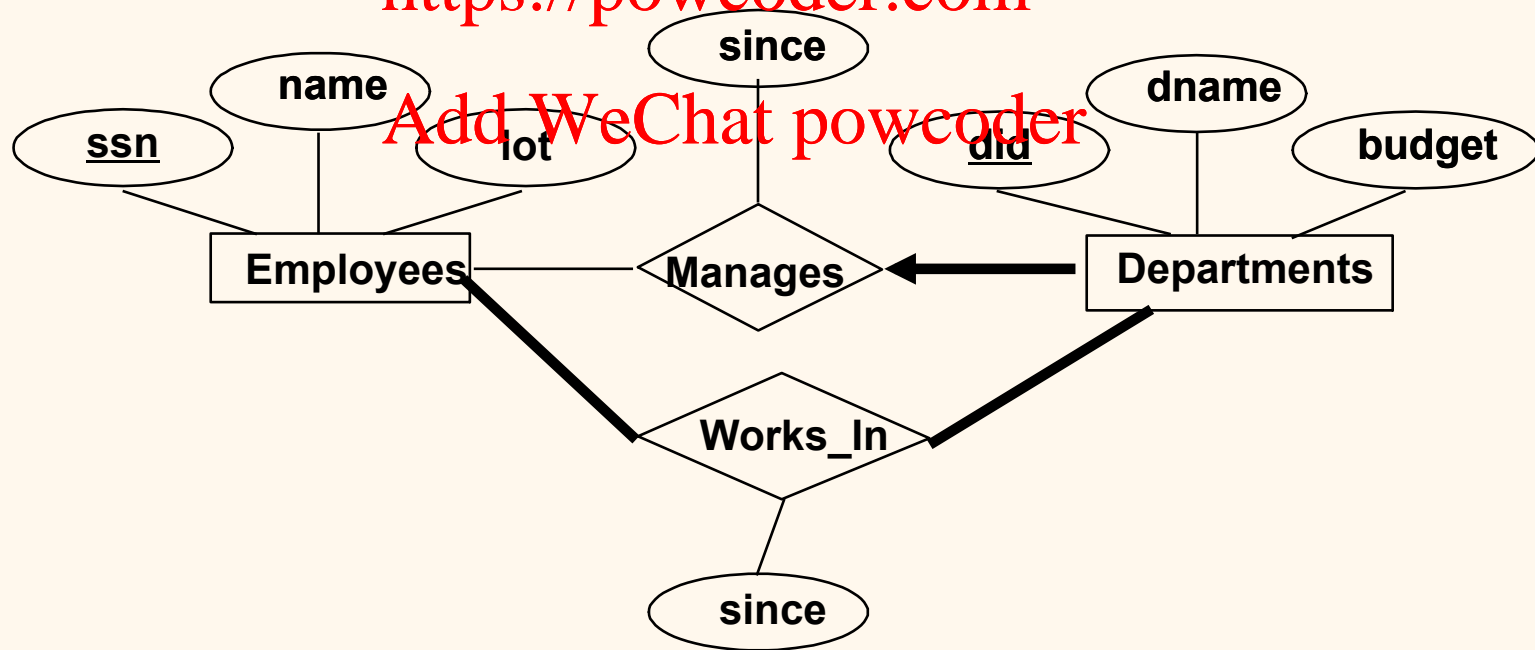 https://powcoder.com
since
name
dname
Add WeChat powcoder
ssn
lot
did
budget
Employees
Manages
Departments
Works_In
since